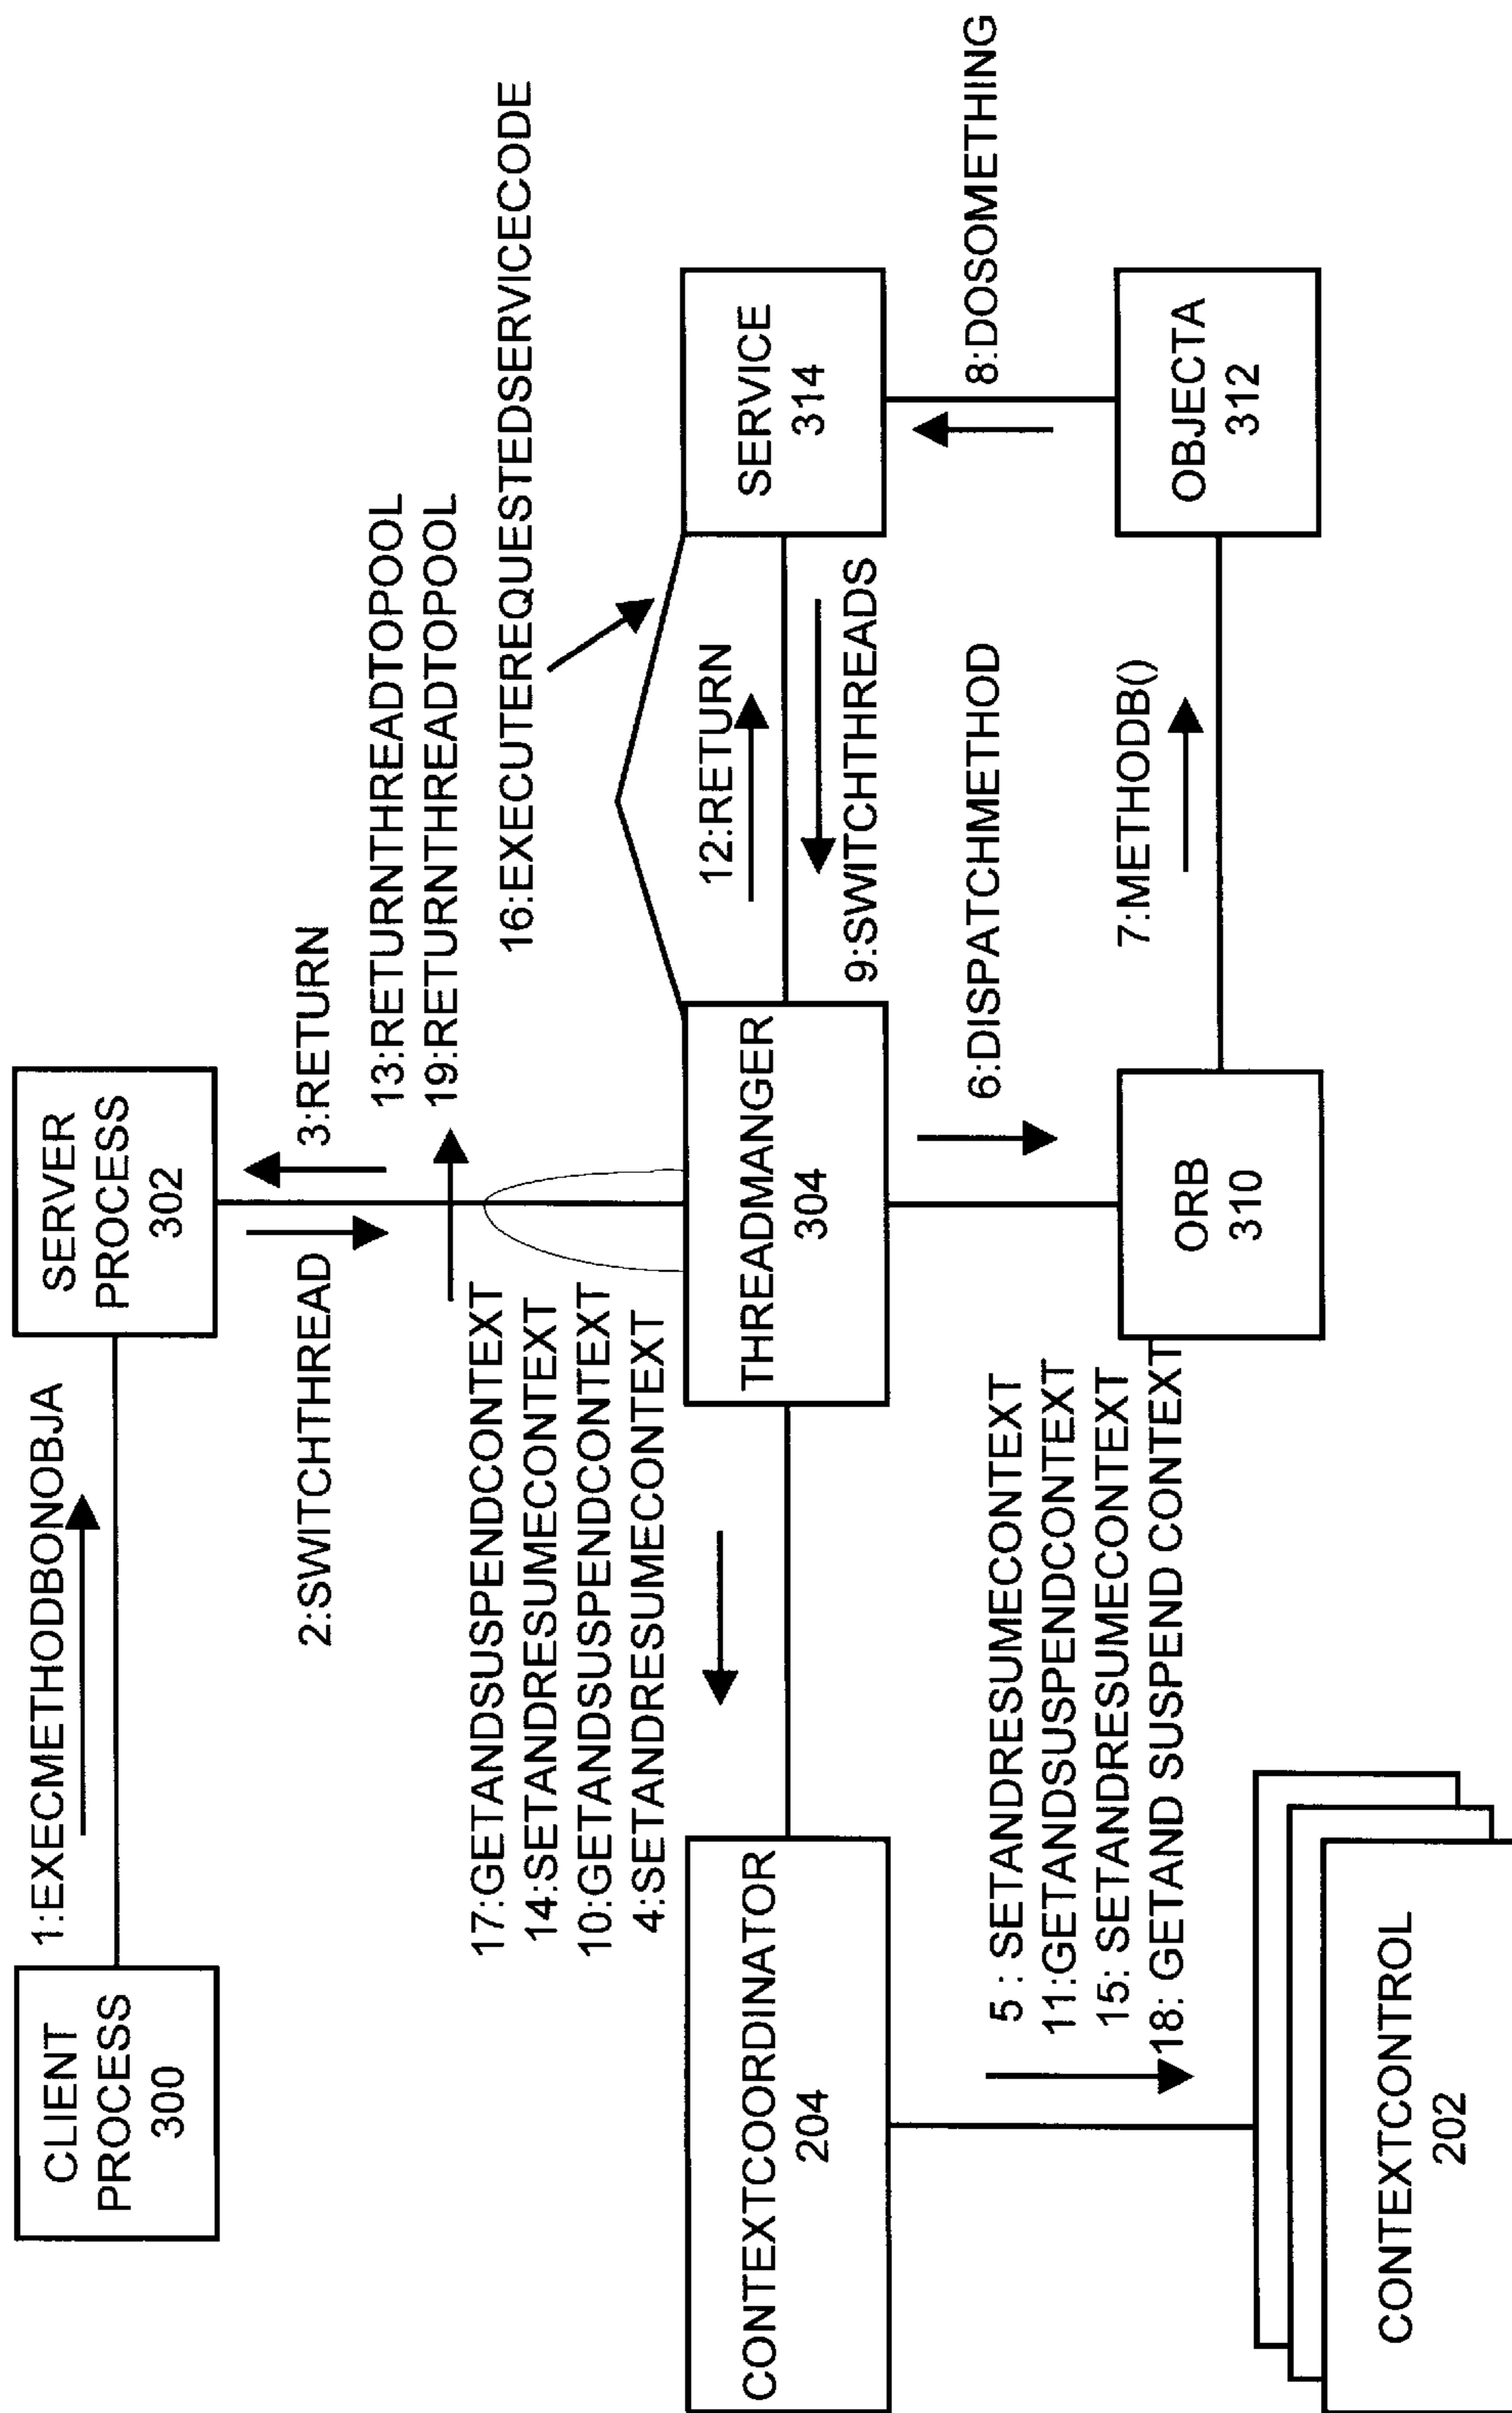 CLIENT
PROCESS
300
1:EXECMETHODBONOBJA
SERVER
PROCESS
302
2:SWITCHTHREAD
3:RETURN
13:RETURNTHREADTOPOOL
19:RETURNTHREADTOPOOL
16:EXECUTEREQUESTEDSERVICECODE
17:GETANDSUSPENDCONTEXT
14:SETANDRESUMECONTEXT
10:GETANDSUSPENDCONTEXT
4:SETANDRESUMECONTEXT
CONTEXTCOORDINATOR
204
THREADMANGER
304
12:RETURN
9:SWITCHTHREADS
SERVICE
314
5 : SETANDRESUMECONTEXT
11:GETANDSUSPENDCONTEXT
15: SETANDRESUMECONTEXT
18: GETAND SUSPEND CONTEXT
6:DISPATCHMETHOD
8:DOSOMETHING
7:METHODB()
ORB
310
OBJECTA
312
CONTEXTCONTROL
202